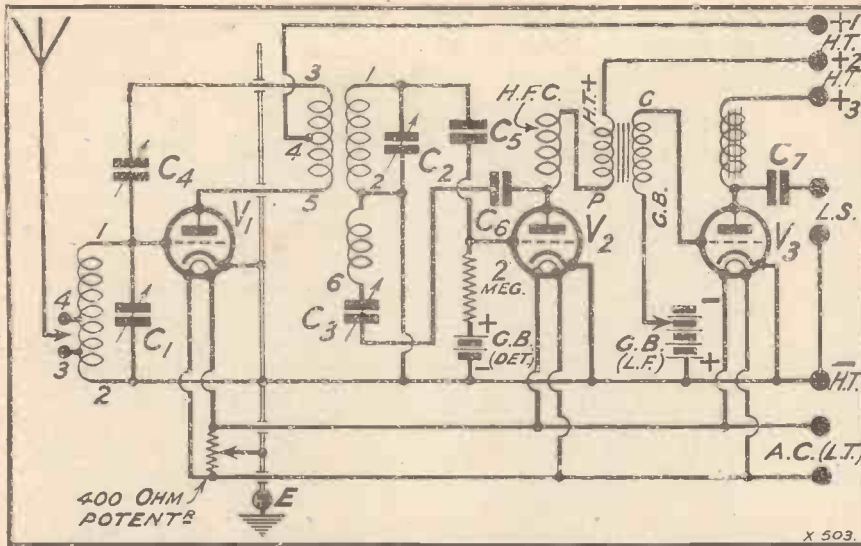 +1
H.T.
+2
H.T
+3
3
1
H.F.C.
H.T.+
G
C4
4
C2
C5
C7
V1
5
2
C6
P
G.B.
L.S.
1
V2
V3
6
2
MEG.
4
C1
C3
+
G.B.
(DET.)
-
-
G.B.
(L.F.)
+
3
2
-
H.T.
A.C.(L.T.)
400 OHM
POTENTR
E
X 503.